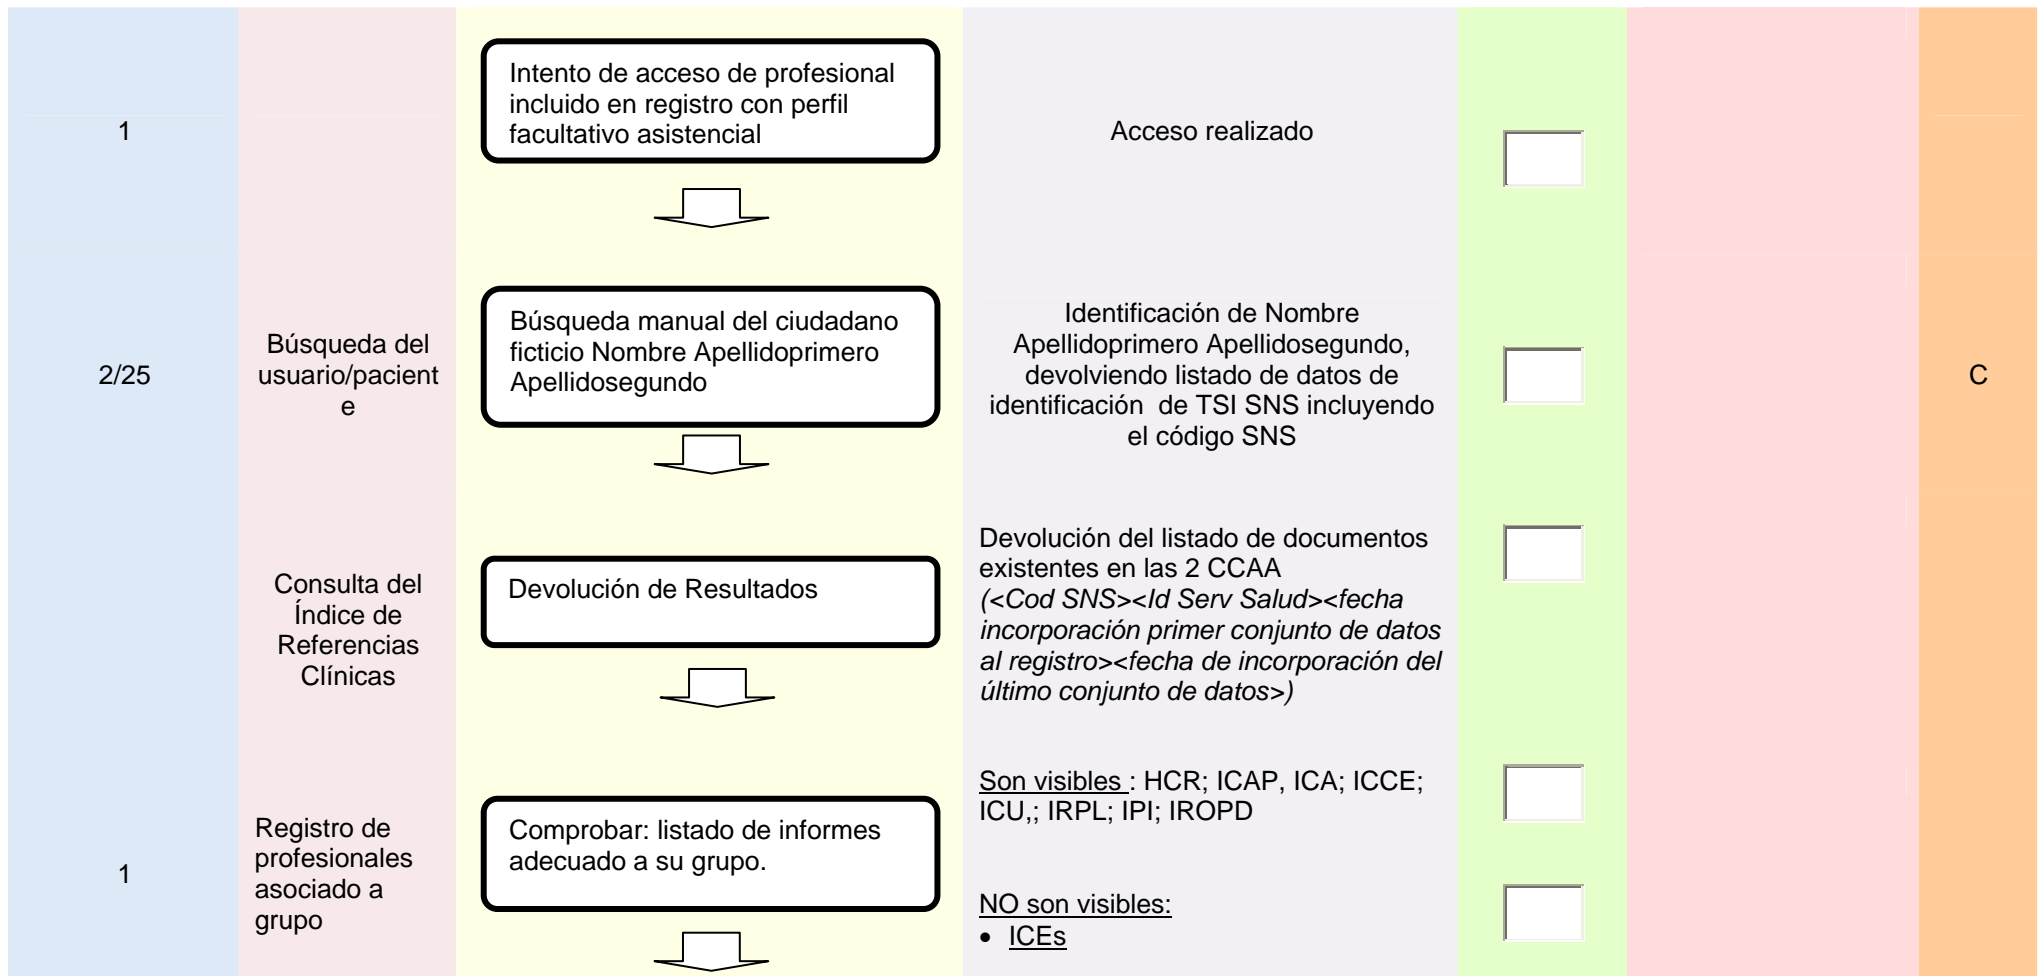 1
Intento de acceso de profesional
incluido en registro con perfil
facultativo asistencial
Acceso realizado
2/25
Búsqueda del
usuario/pacient
e
Búsqueda manual del ciudadano
ficticio Nombre Apellidoprimero
Apellidosegundo
Identificación de Nombre
Apellidoprimero Apellidosegundo,
devolviendo listado de datos de
identificación de TSI SNS incluyendo
el código SNS
C
Consulta del
Índice de
Referencias
Clínicas
Devolución de Resultados
Devolución del listado de documentos
existentes en las 2 CCAA
(<Cod SNS><Id Serv Salud><fecha
incorporación primer conjunto de datos
al registro><fecha de incorporación del
último conjunto de datos>)
1
Registro de
profesionales
asociado a
grupo
Comprobar: listado de informes
adecuado a su grupo.
Son visibles : HCR; ICAP, ICA; ICCE;
ICU,; IRPL; IPI; IROPD
NO son visibles:
• ICEs